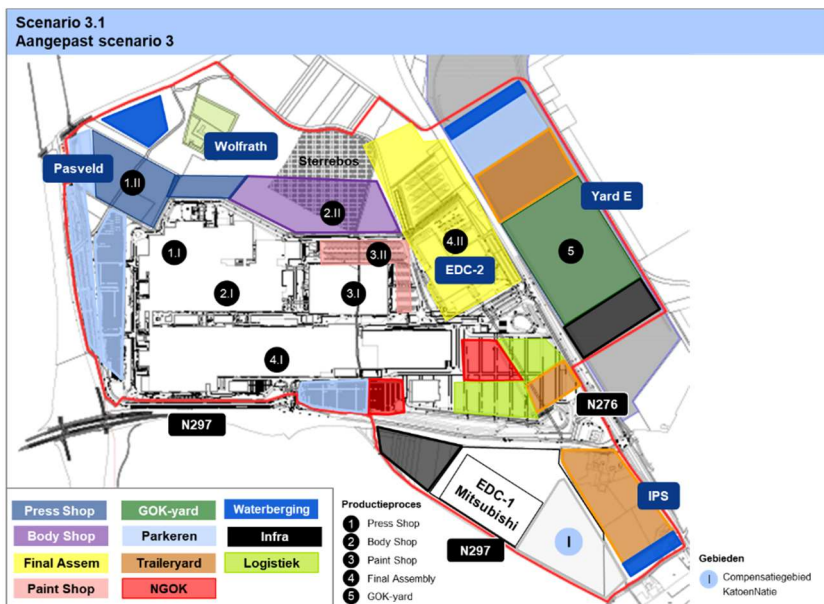 Scenario 3.1
Aangepast scenario 3
Wolfrath
Pasveld
Sterrebos
1.II
Yard E
2.II
4.II
5
1.I
3.II
EDC-2
2.I
3.I
4.I
N276
N297
IPS
EDC-1
Mitsubishi
I
N297
Press Shop
GOK-yard
Waterberging
Body Shop
Parkeren
Infra
Final Assem
Traileryard
Logistiek
Paint Shop
NGOK
Productieproces
1 Press Shop
2 Body Shop
3 Paint Shop
4 Final Assembly
5 GOK-yard
Gebieden
I Compensatiegebied
KatoenNatie